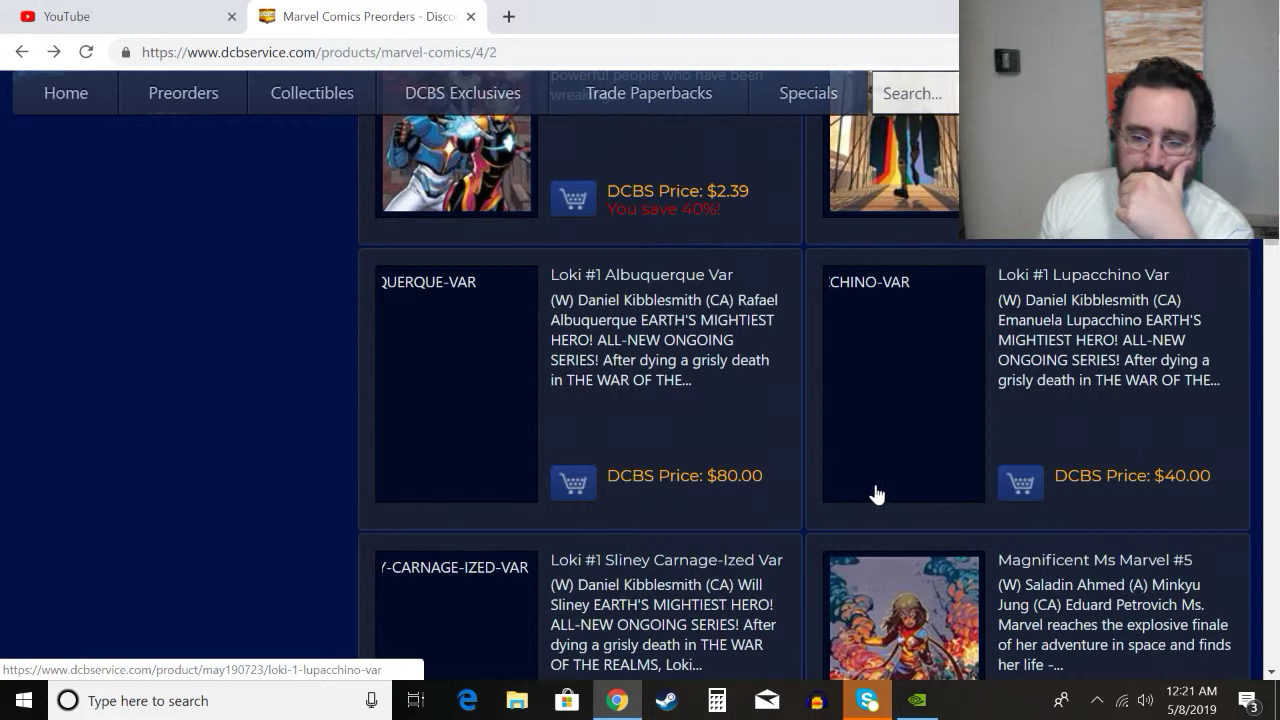 YouTube
Marvel Comics Preorders - Disco
https://www.dcbservice.com/products/marvel-comics/4/2
Home
Preorders
Collectibles
DCBS Exclusives
Trade Paperbacks
Specials
Search...
powerful people who have been
wreak
DCBS Price: $2.39
You save 40%!
QUERQUE-VAR
Loki #1 Albuquerque Var
(W) Daniel Kibblesmith (CA) Rafael
Albuquerque EARTH'S MIGHTIEST
HERO! ALL-NEW ONGOING
SERIES! After dying a grisly death
in THE WAR OF THE...
DCBS Price: $80.00
CHINO-VAR
Loki #1 Lupacchino Var
(W) Daniel Kibblesmith (CA)
Emanuela Lupacchino EARTH'S
MIGHTIEST HERO! ALL-NEW
ONGOING SERIES! After dying a
grisly death in THE WAR OF THE...
DCBS Price: $40.00
Y-CARNAGE-IZED-VAR
Loki #1 Sliney Carnage-Ized Var
(W) Daniel Kibblesmith (CA) Will
Sliney EARTH'S MIGHTIEST HERO!
ALL-NEW ONGOING SERIES! After
dying a grisly death in THE WAR
OF THE REALMS, Loki...
Magnificent Ms Marvel #5
(W) Saladin Ahmed (A) Minkyu
Jung (CA) Eduard Petrovich Ms.
Marvel reaches the explosive finale
of her adventure in space and finds
her life -...
https://www.dcbservice.com/product/may190723/loki-1-lupacchino-var
Type here to search
12:21 AM
5/8/2019
3